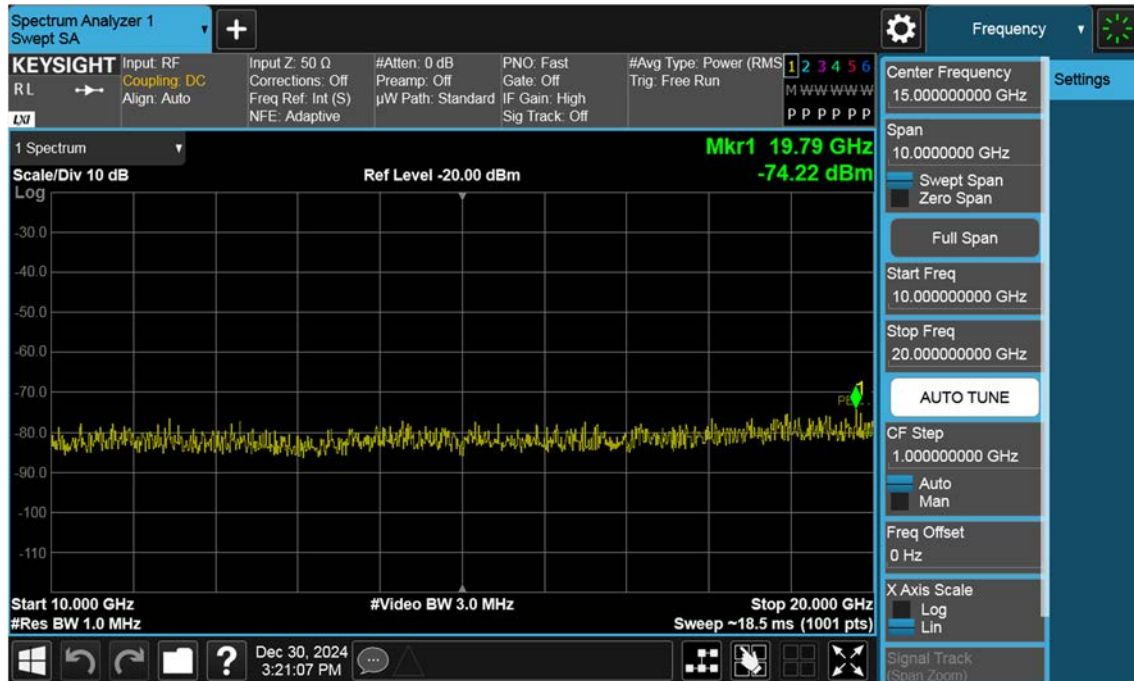 Spectrum Analyzer 1
Swept SA
Frequency
KEYSIGHT
RL
LXI
Input: RF
Coupling: DC
Align: Auto
Input Z: 50 Ω
Corrections: Off
Freq Ref: Int (S)
NFE: Adaptive
#Atten: 0 dB
Preamp: Off
µW Path: Standard
PNO: Fast
Gate: Off
IF Gain: High
Sig Track: Off
#Avg Type: Power (RMS
Trig: Free Run
1 2 3 4 5 6
M W W W W W
P P P P P P
1 Spectrum
Mkr1 19.79 GHz
Scale/Div 10 dB
Ref Level -20.00 dBm
-74.22 dBm
Log
-30.0
-40.0
-50.0
-60.0
-70.0
-80.0
-90.0
-100
-110
1
Start 10.000 GHz
#Video BW 3.0 MHz
Stop 20.000 GHz
#Res BW 1.0 MHz
Sweep ~18.5 ms (1001 pts)
Center Frequency
15.000000000 GHz
Settings
Span
10.0000000 GHz
Swept Span
Zero Span
Full Span
Start Freq
10.000000000 GHz
Stop Freq
20.000000000 GHz
AUTO TUNE
CF Step
1.000000000 GHz
Auto
Man
Freq Offset
0 Hz
X Axis Scale
Log
Lin
Signal Track
(Span Zoom)
?
Dec 30, 2024
3:21:07 PM